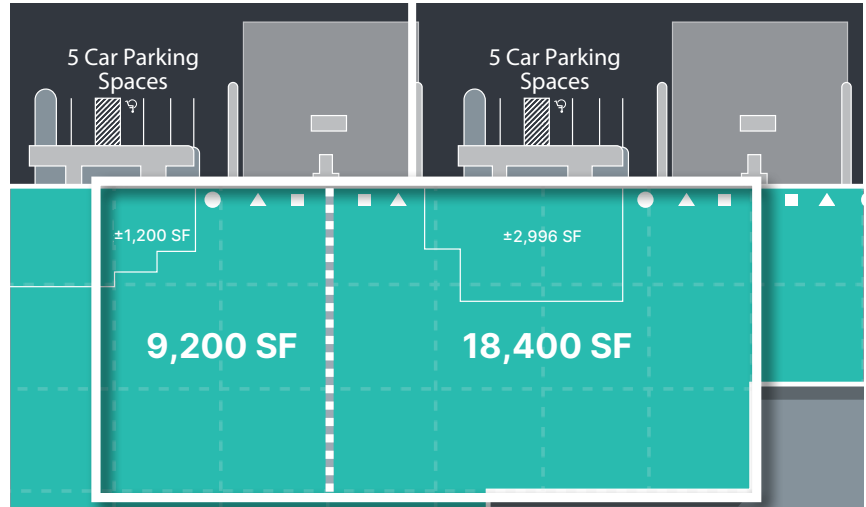 5 Car Parking
Spaces
5 Car Parking
Spaces
±1,200 SF
±2,996 SF
9,200 SF
18,400 SF